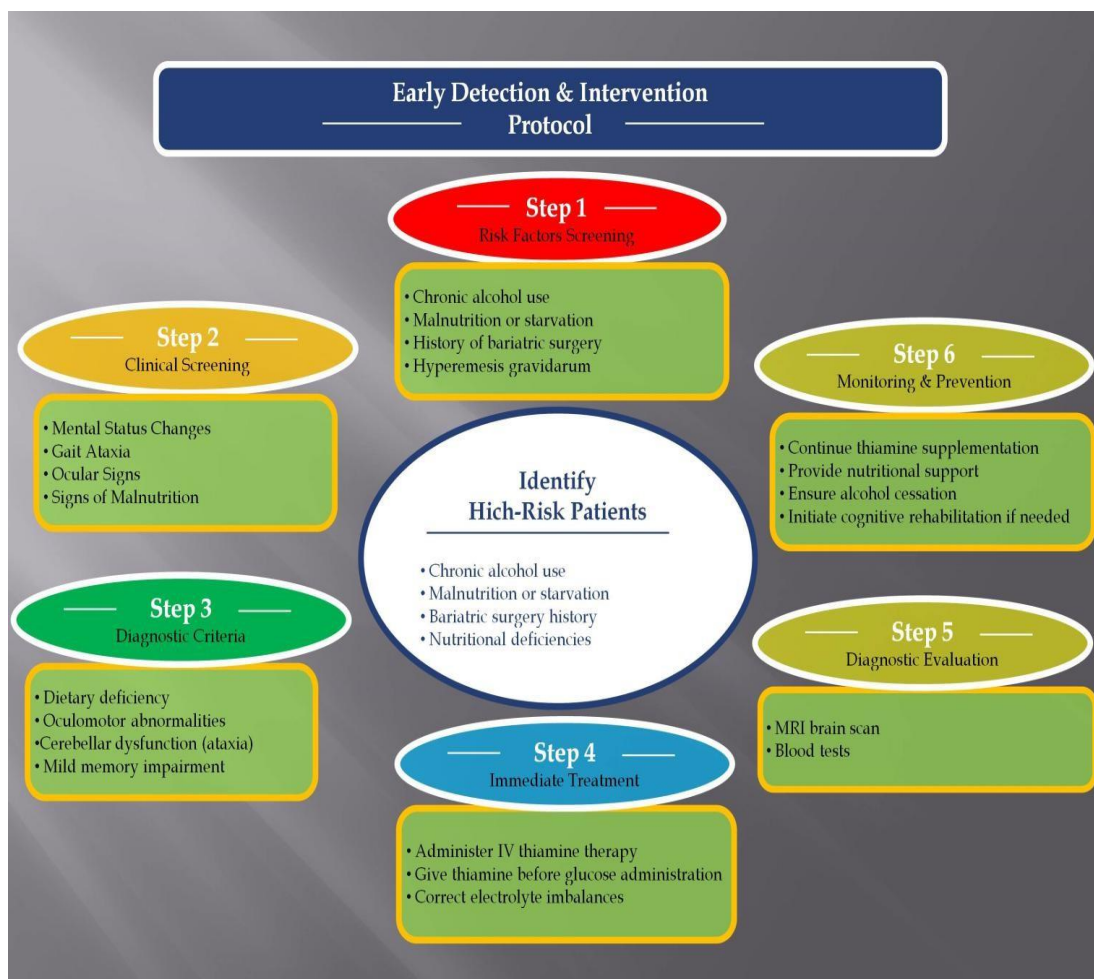 Early Detection & Intervention
Protocol
Step 1
Risk Factors Screening
• Chronic alcohol use
• Malnutrition or starvation
• History of bariatric surgery
• Hyperemesis gravidarum
Step 2
Clinical Screening
• Mental Status Changes
• Gait Ataxia
• Ocular Signs
• Signs of Malnutrition
Step 3
Diagnostic Criteria
• Dietary deficiency
• Oculomotor abnormalities
•Cerebellar dysfunction (ataxia)
• Mild memory impairment
Identify
Hich-Risk Patients
• Chronic alcohol use
• Malnutrition or starvation
• Bariatric surgery history
• Nutritional deficiencies
Step 4
Immediate Treatment
• Administer IV thiamine therapy
• Give thiamine before glucose administration
• Correct electrolyte imbalances
Step 5
Diagnostic Evaluation
• MRI brain scan
• Blood tests
Step 6
Monitoring & Prevention
• Continue thiamine supplementation
• Provide nutritional support
• Ensure alcohol cessation
• Initiate cognitive rehabilitation if needed